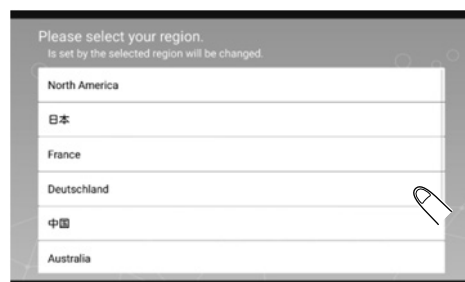 Please select your region.
Is set by the selected region will be changed.
North America
日本
France
Deutschland
中国
Australia